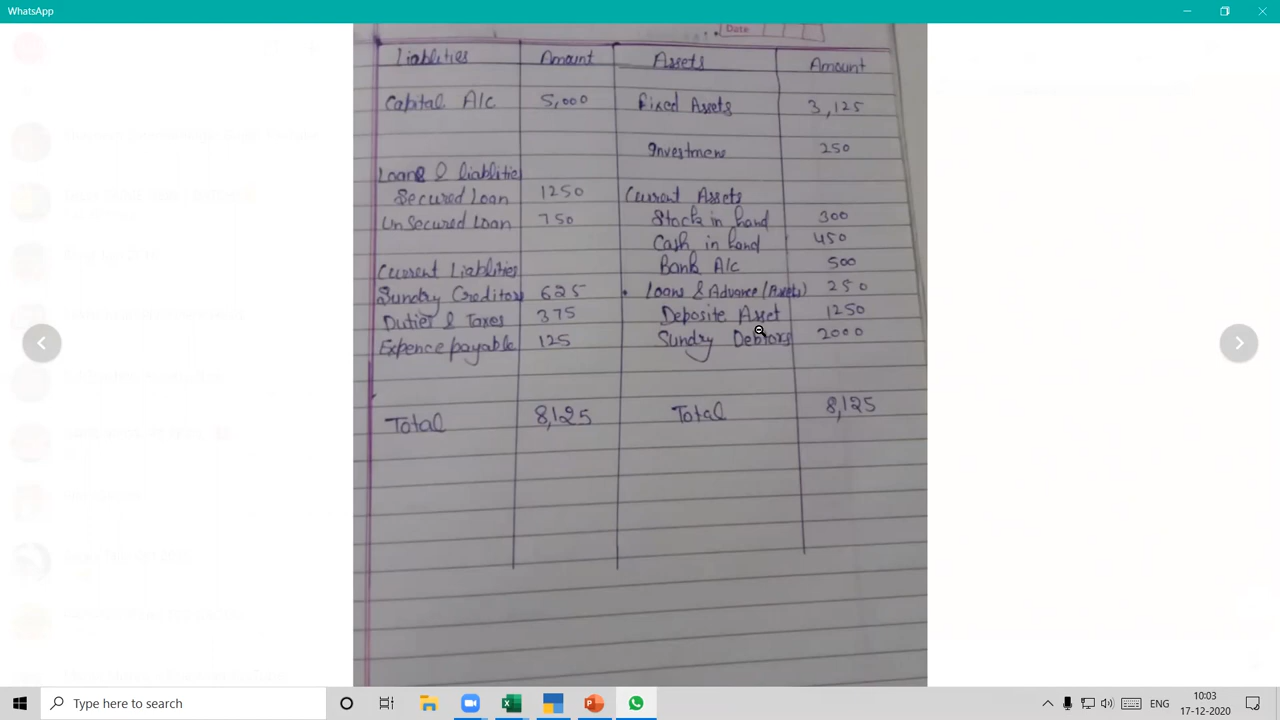 WhatsApp
Date
Liablities Amount Assets Amount
Capital A/c 5,000 Fixed Assets 3,125
Investment 250
Loans & liablities
Secured Loan 1250 Current Assets
UnSecured Loan 750 Stock in hand 300
Cash in hand 450
Current Liablities Bank A/c 500
Sundry Creditors 625 Loans & Advance (Assets) 250
Duties & Taxes 375 Deposite Asset 1250
Expence payable 125 Sundry Debtors 2000
Total 8,125 Total 8,125
Type here to search
ENG
10:03
17-12-2020